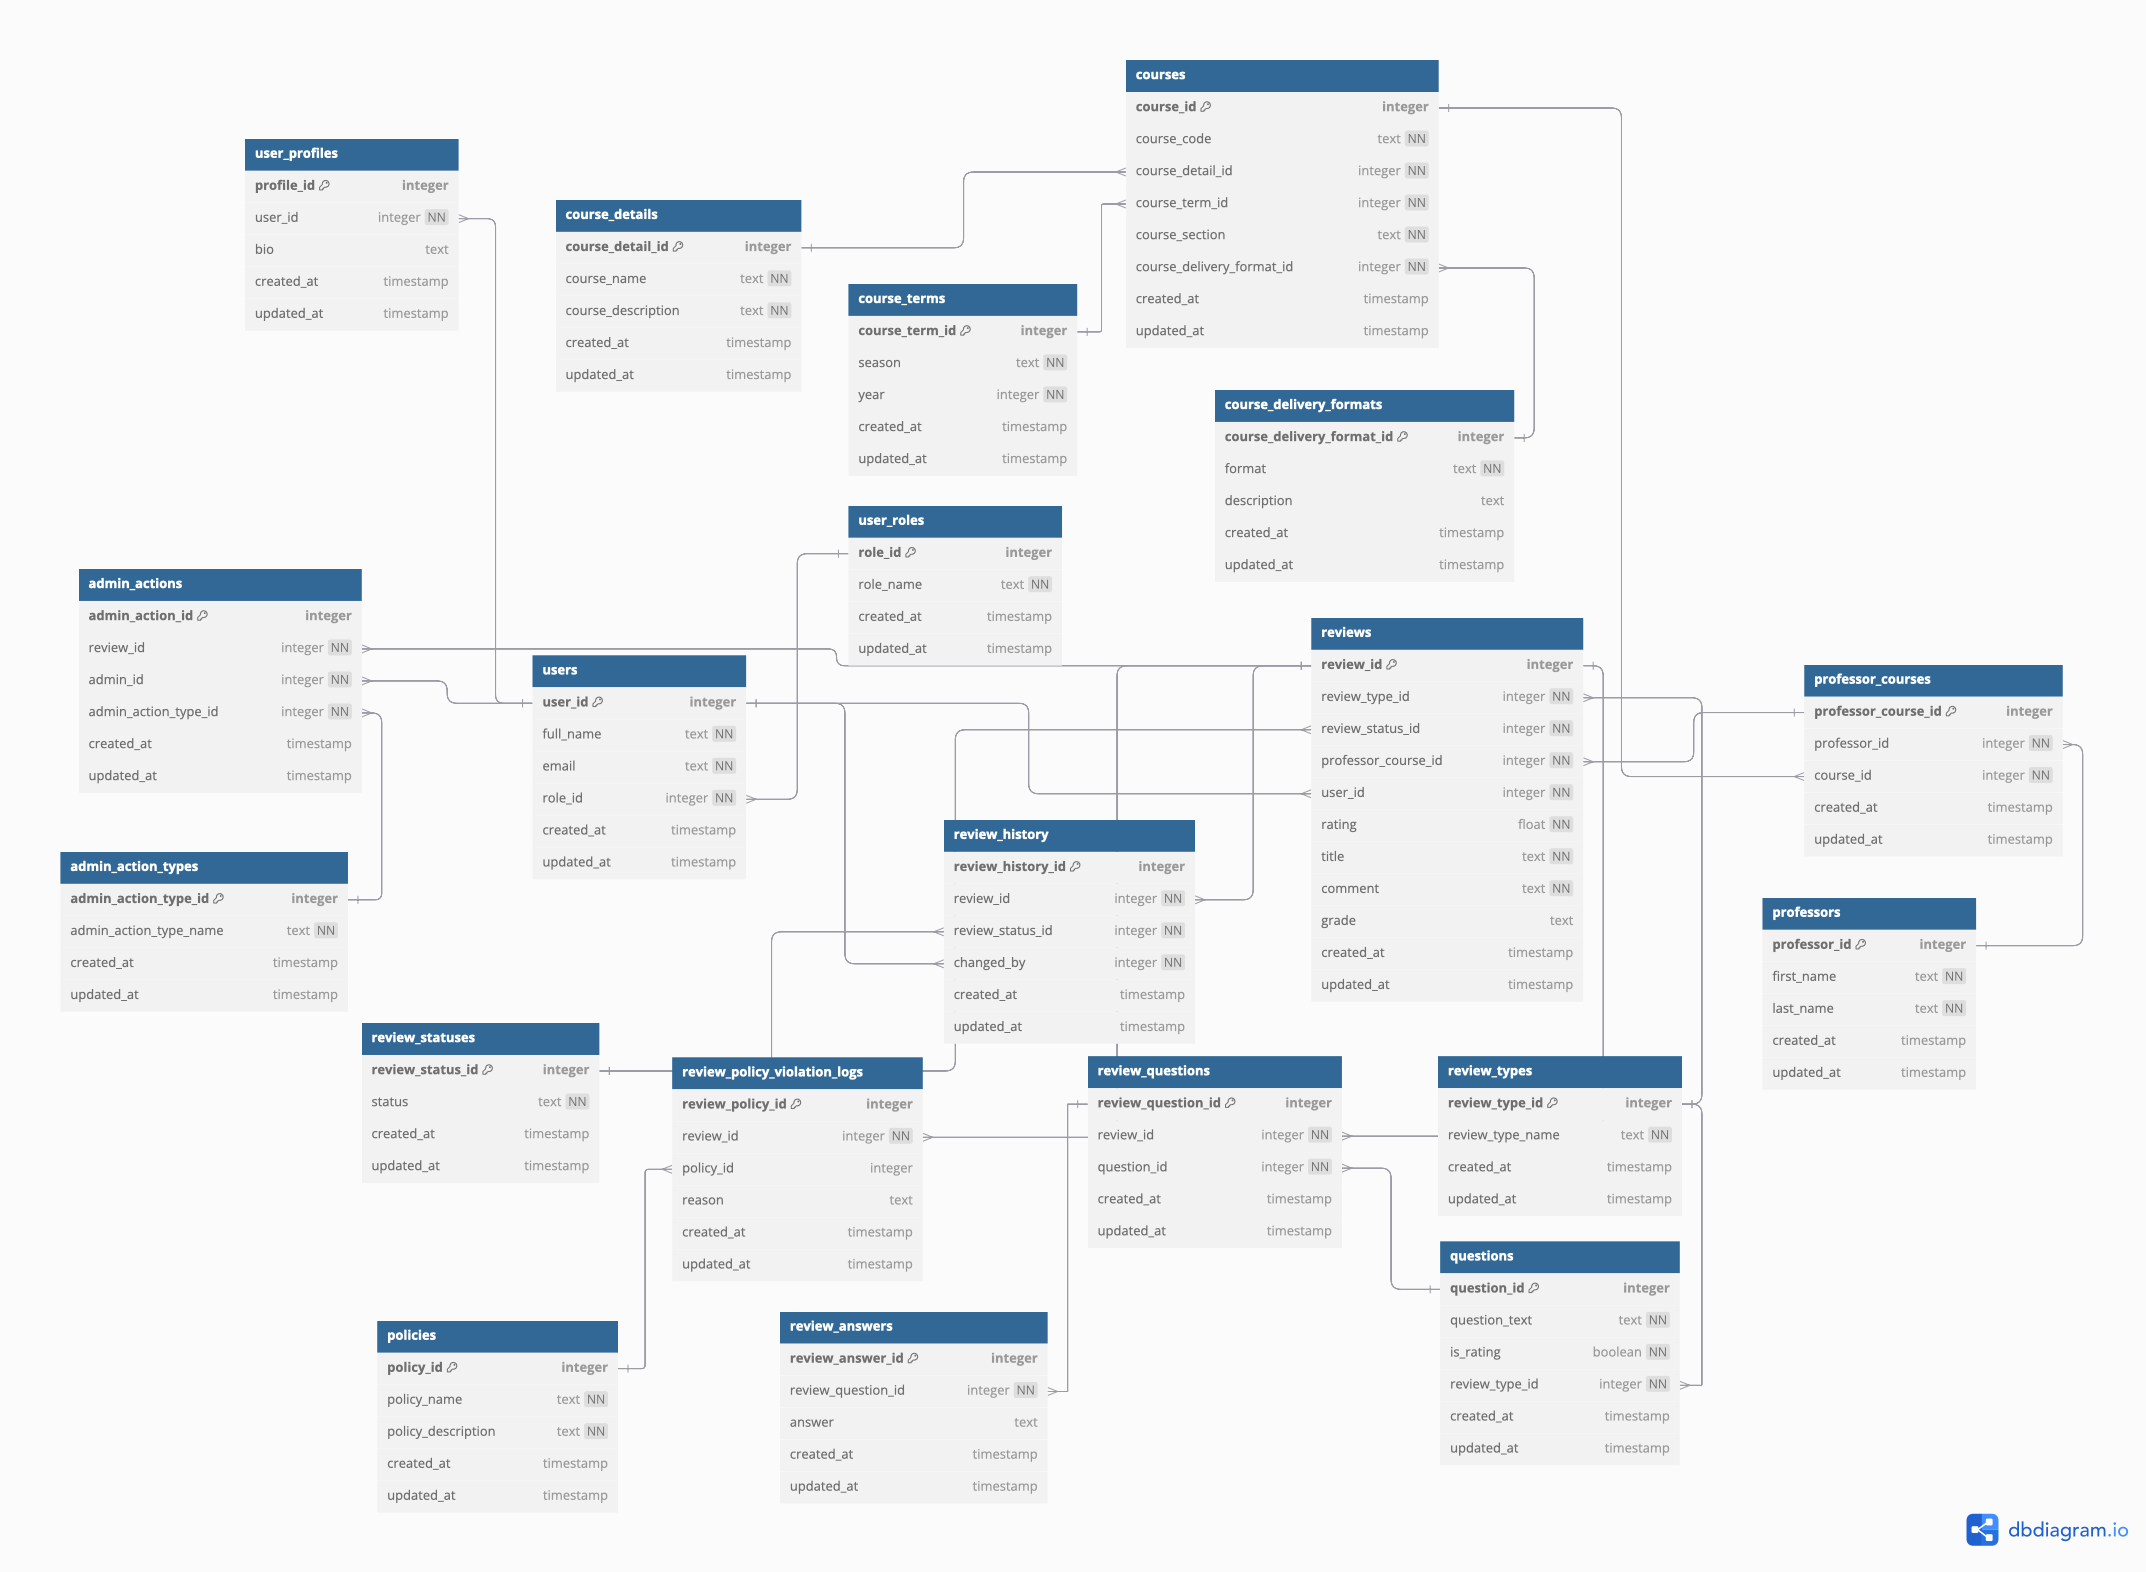 courses
course_id integer
course_code text NN
course_detail_id integer NN
course_term_id integer NN
course_section text NN
course_delivery_format_id integer NN
created_at timestamp
updated_at timestamp
user_profiles
profile_id integer
user_id integer NN
bio text
created_at timestamp
updated_at timestamp
course_details
course_detail_id integer
course_name text NN
course_description text NN
created_at timestamp
updated_at timestamp
course_terms
course_term_id integer
season text NN
year integer NN
created_at timestamp
updated_at timestamp
course_delivery_formats
course_delivery_format_id integer
format text NN
description text
created_at timestamp
updated_at timestamp
user_roles
role_id integer
role_name text NN
created_at timestamp
updated_at timestamp
admin_actions
admin_action_id integer
review_id integer NN
admin_id integer NN
admin_action_type_id integer NN
created_at timestamp
updated_at timestamp
users
user_id integer
full_name text NN
email text NN
role_id integer NN
created_at timestamp
updated_at timestamp
reviews
review_id integer
review_type_id integer NN
review_status_id integer NN
professor_course_id integer NN
user_id integer NN
rating float NN
title text NN
comment text NN
grade text
created_at timestamp
updated_at timestamp
professor_courses
professor_course_id integer
professor_id integer NN
course_id integer NN
created_at timestamp
updated_at timestamp
admin_action_types
admin_action_type_id integer
admin_action_type_name text NN
created_at timestamp
updated_at timestamp
review_history
review_history_id integer
review_id integer NN
review_status_id integer NN
changed_by integer NN
created_at timestamp
updated_at timestamp
professors
professor_id integer
first_name text NN
last_name text NN
created_at timestamp
updated_at timestamp
review_statuses
review_status_id integer
status text NN
created_at timestamp
updated_at timestamp
review_policy_violation_logs
review_policy_id integer
review_id integer NN
policy_id integer
reason text
created_at timestamp
updated_at timestamp
review_questions
review_question_id integer
review_id integer NN
question_id integer NN
created_at timestamp
updated_at timestamp
review_types
review_type_id integer
review_type_name text NN
created_at timestamp
updated_at timestamp
questions
question_id integer
question_text text NN
is_rating boolean NN
review_type_id integer NN
created_at timestamp
updated_at timestamp
policies
policy_id integer
policy_name text NN
policy_description text NN
created_at timestamp
updated_at timestamp
review_answers
review_answer_id integer
review_question_id integer NN
answer text
created_at timestamp
updated_at timestamp
dbdiagram.io